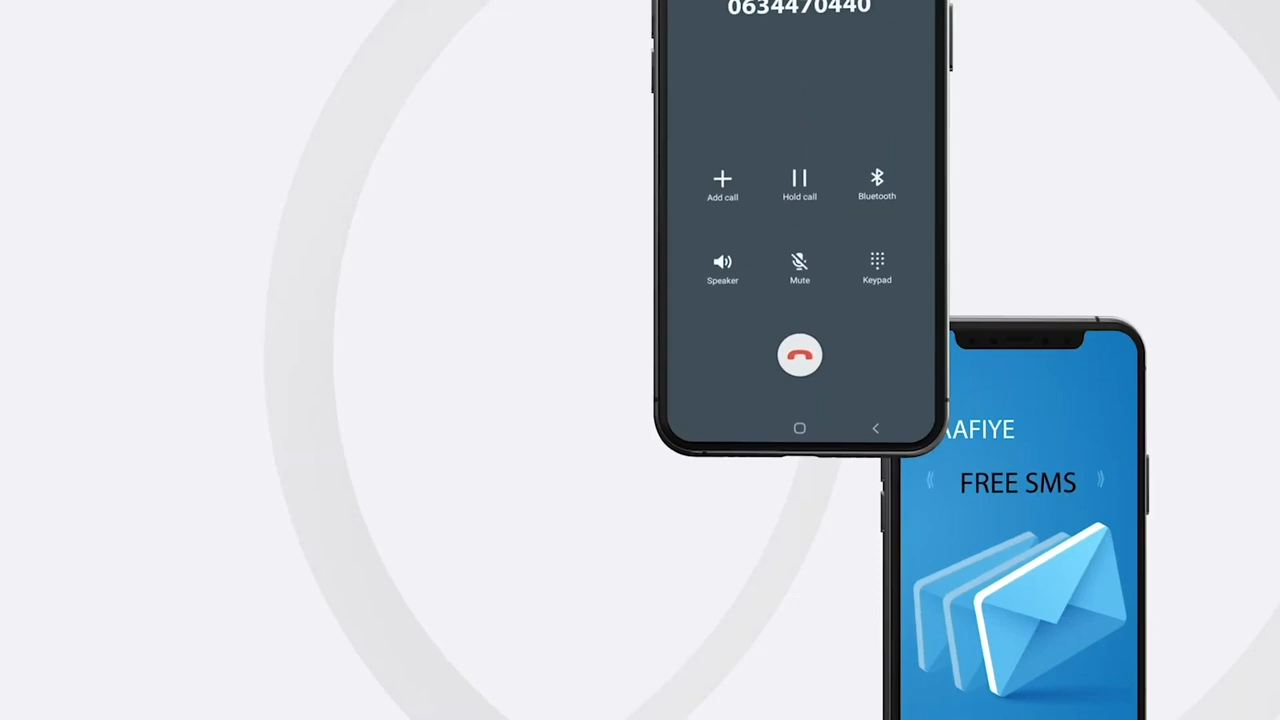 0634470440
Add call
Hold call
Bluetooth
Speaker
Mute
Keypad
AFIYE
FREE SMS